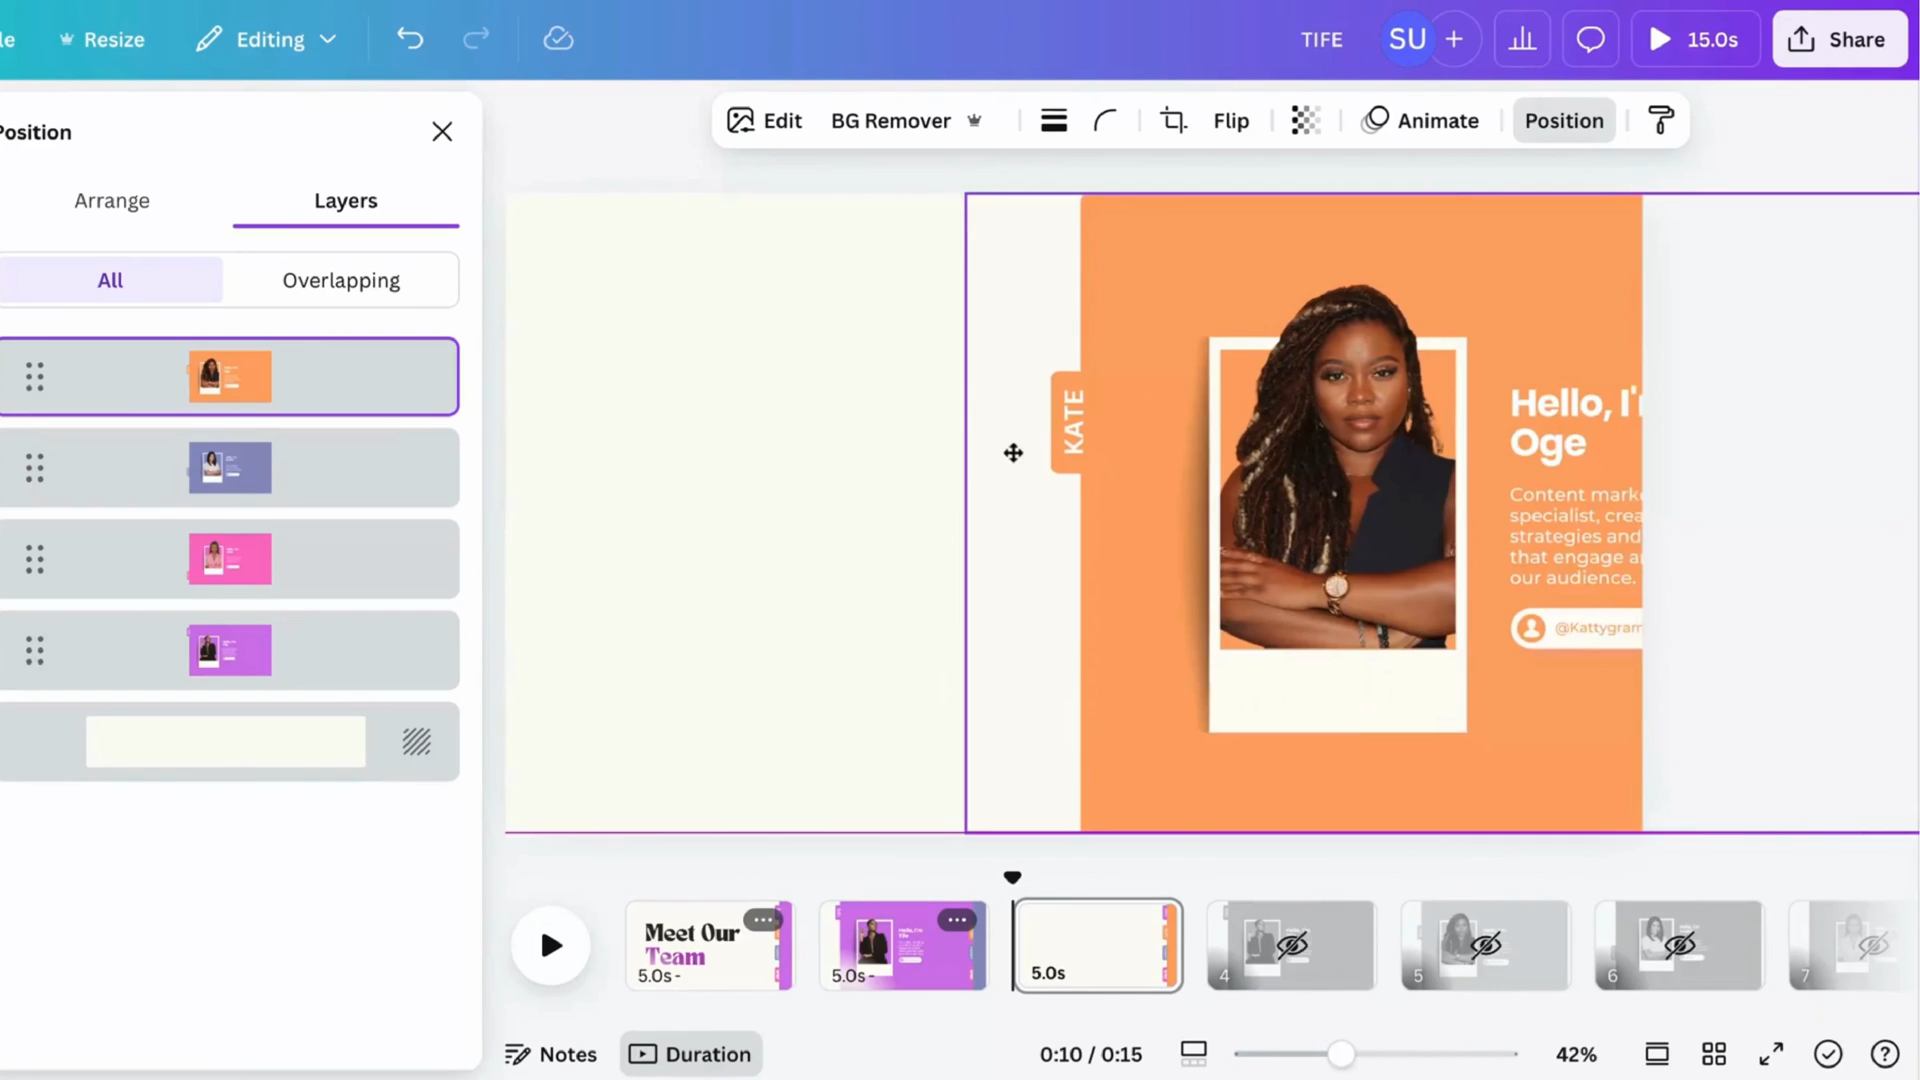 Resize
Editing
TIFE
SU
15.0s
Share
Position
Arrange
Layers
All
Overlapping
Edit
BG Remover
Flip
Animate
Position
KATE
Hello, I'
Oge
Content mark
specialist, crea
strategies and
that engage a
our audience.
@Kattygram
Meet Our
Team
5.0s-
5.0s-
5.0s
4
5
6
7
Notes
Duration
0:10 / 0:15
42%